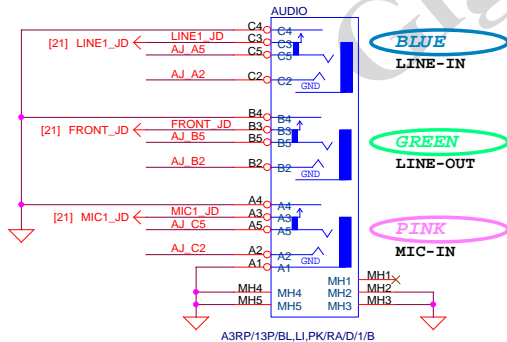 AUDIO
C4 C4
[21] LINE1_JD LINE1_JD C3 C3 BLUE
AJ_A5 C5 C5 LINE-IN
AJ_A2 C2 C2
GND
B4 B4
[21] FRONT_JD FRONT_JD B3 B3
AJ_B5 B5 B5 GREEN
AJ_B2 B2 B2 LINE-OUT
GND
A4 A4
[21] MIC1_JD MIC1_JD A3 A3 PINK
AJ_C5 A5 A5 MIC-IN
AJ_C2 A2 A2
GND
A1 A1
MH1 MH1
MH4 MH4 MH2 MH2
MH5 MH5 MH3 MH3
A3RP/13P/BL,LI,PK/RA/D/1/B